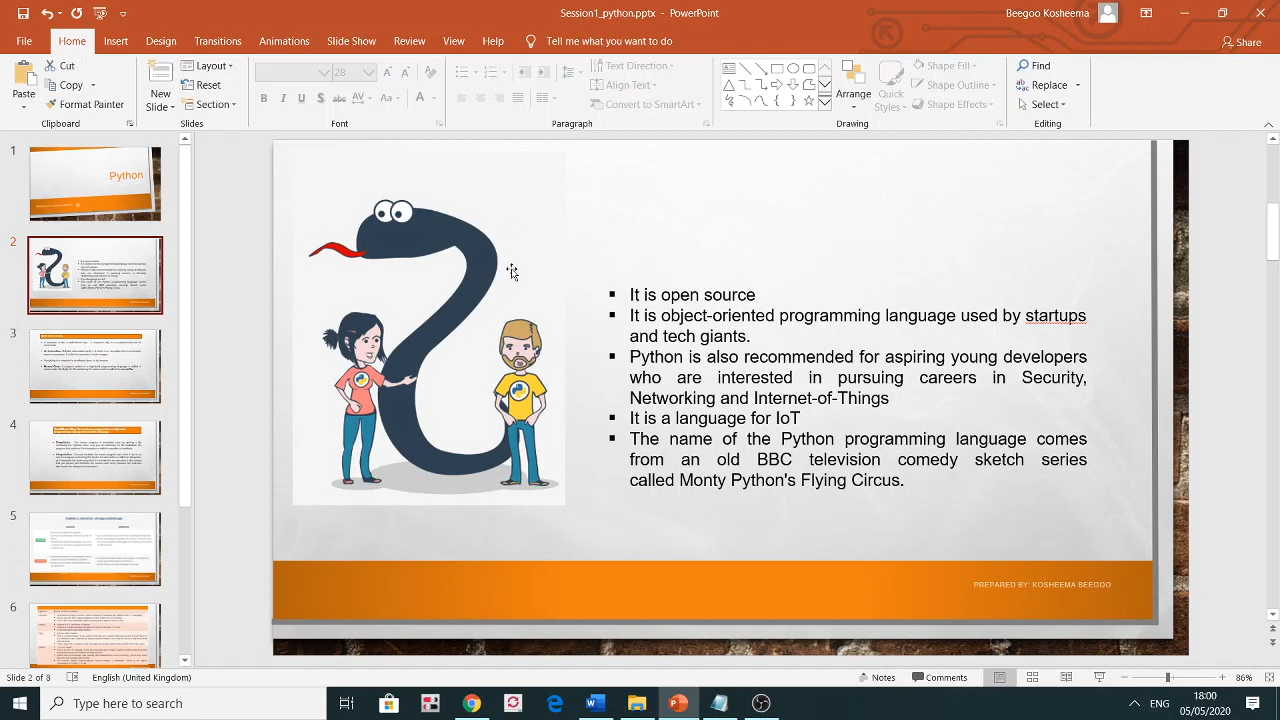 Session1_python.pptx - PowerPoint
Beegoo Kosheema
File Home Insert Design Transitions Animations Slide Show Review View Help Tell me what you want to do
Share
Paste
Cut
Copy
Format Painter
Clipboard
New Slide
Layout
Reset
Section
Slides
28
Font
Text Direction
Align Text
Convert to SmartArt
Paragraph
Arrange
Quick Styles
Shape Fill
Shape Outline
Shape Effects
Drawing
Find
Replace
Select
Editing
1
Python
2
5
6
It is open source
It is object-oriented programming language used by startups
and tech giants.
Python is also recommended for aspiring young developers
who are interested in pursuing careers in Security,
Networking and Internet-of-Things
It is a language for IoT
The name of the Python programming language comes
from an old BBC television comedy sketch series
called Monty Python's Flying Circus.
PREPARED BY: KOSHEEMA BEEGOO
Slide 2 of 8
English (United Kingdom)
Notes
Comments
86%
Type here to search
ENG
18:00
05/05/2020